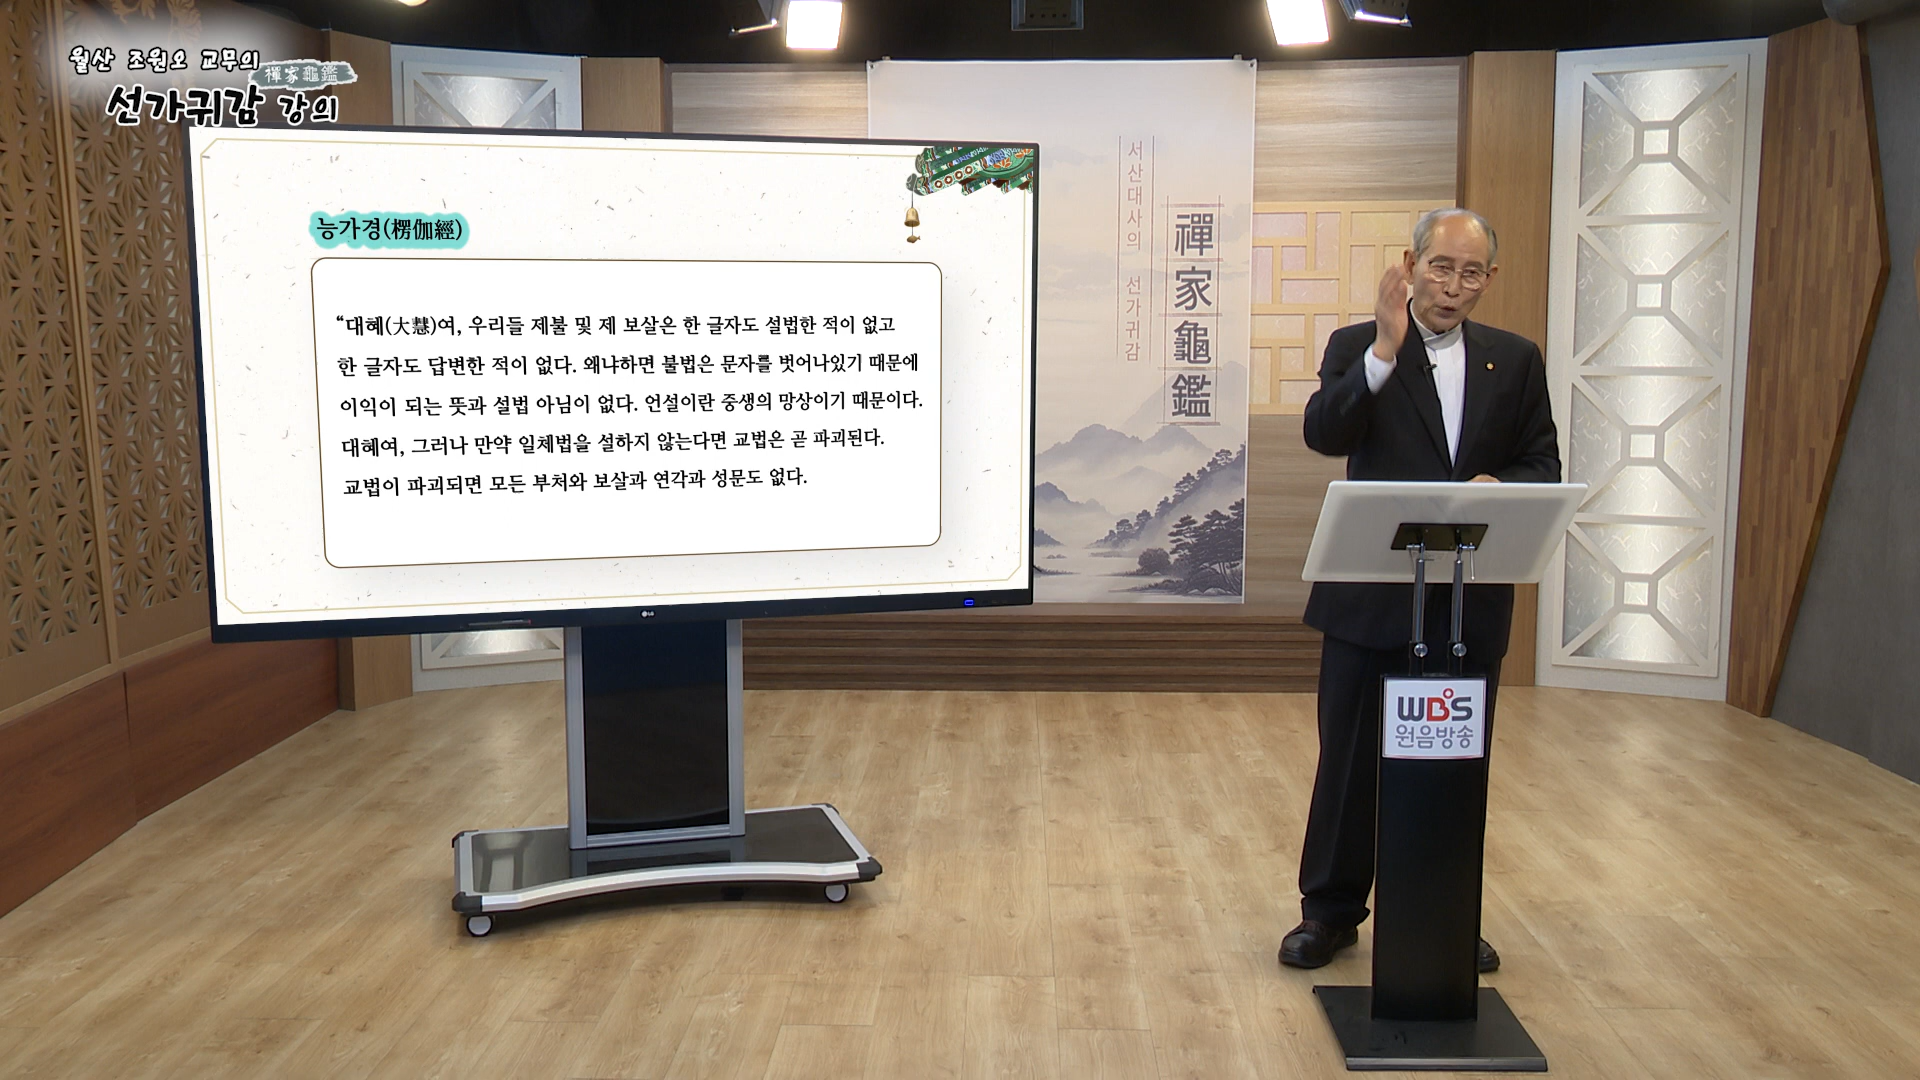 월산 조원오 교무의
禪家龜鑑
선가귀감 강의
능가경(楞伽經)
“대혜(大慧)여, 우리들 제불 및 제 보살은 한 글자도 설법한 적이 없고
한 글자도 답변한 적이 없다. 왜냐하면 불법은 문자를 벗어나있기 때문에
이익이 되는 뜻과 설법 아님이 없다. 언설이란 중생의 망상이기 때문이다.
대혜여, 그러나 만약 일체법을 설하지 않는다면 교법은 곧 파괴된다.
교법이 파괴되면 모든 부처와 보살과 연각과 성문도 없다.
LG
서산대사의 선가귀감
禪家龜鑑
WBS
원음방송